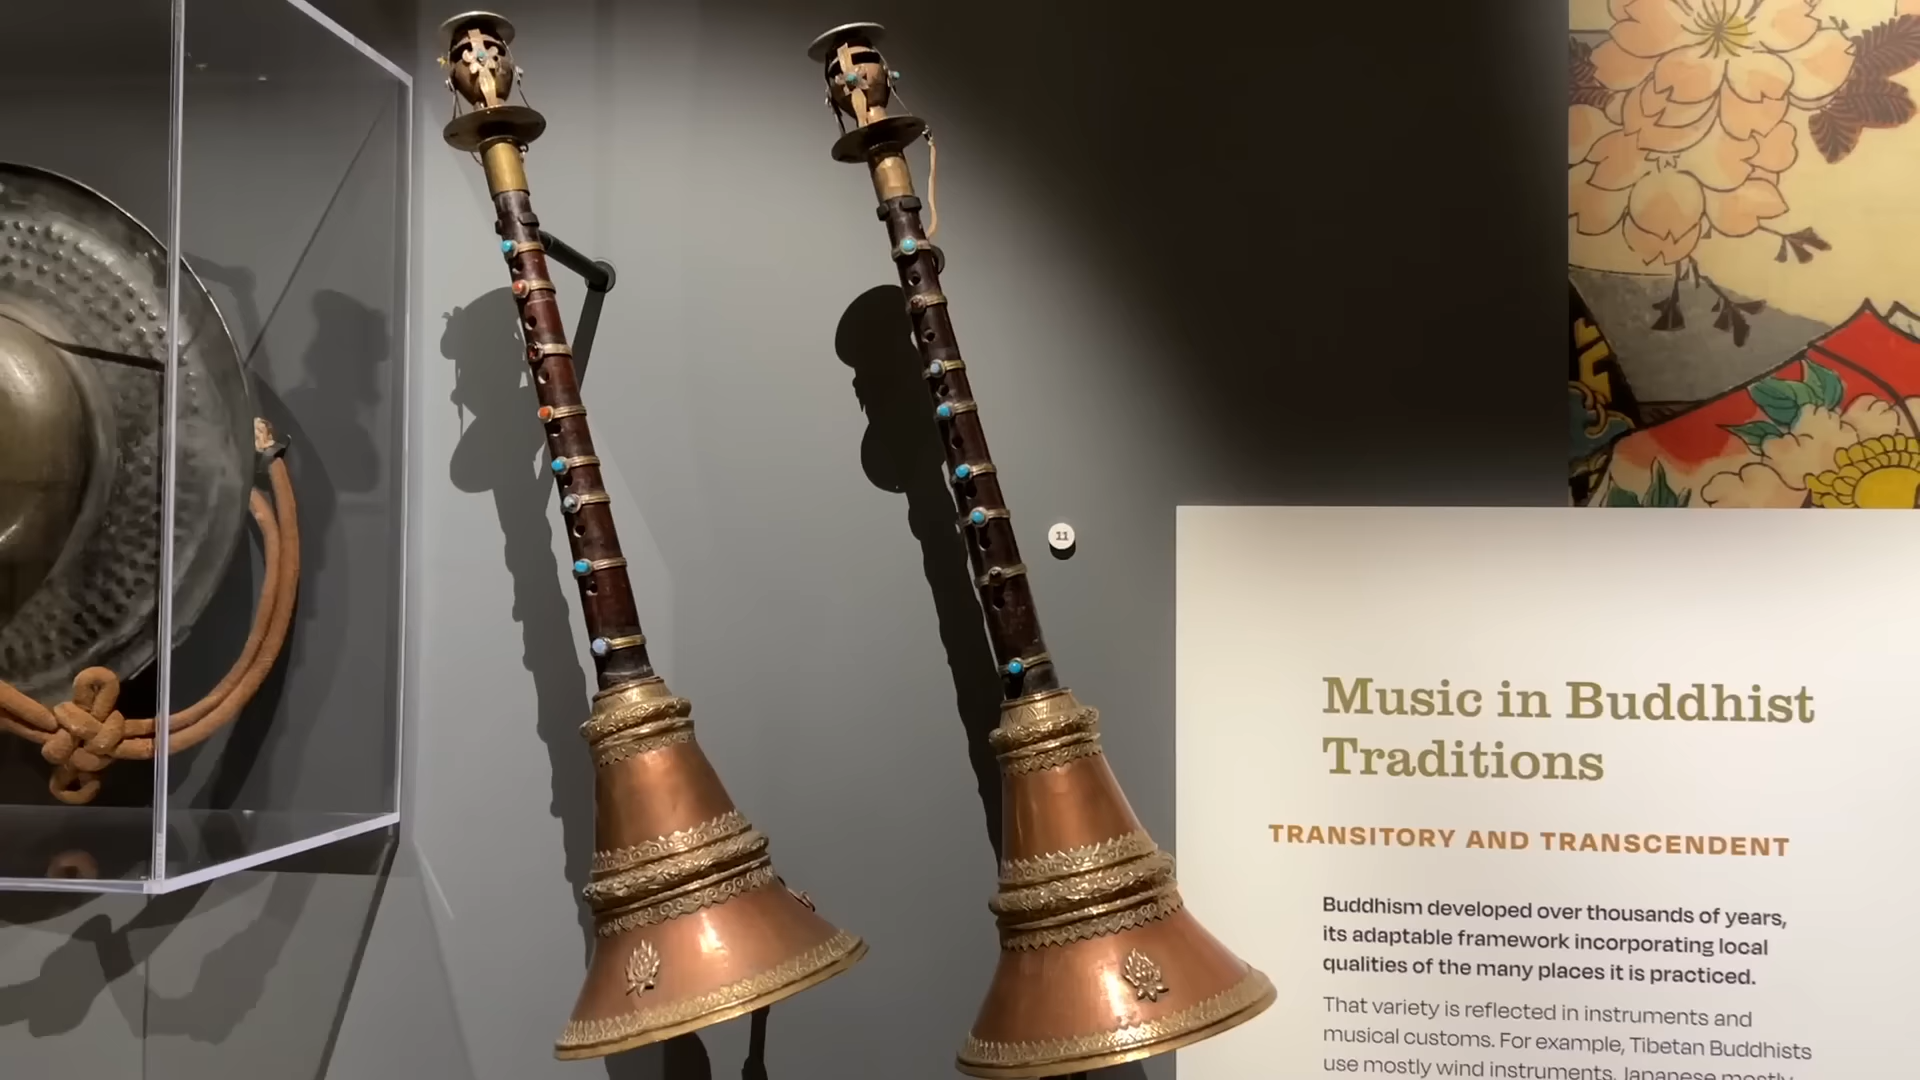 11
Music in Buddhist
Traditions
TRANSITORY AND TRANSCENDENT
Buddhism developed over thousands of years,
its adaptable framework incorporating local
qualities of the many places it is practiced.
That variety is reflected in instruments and
musical customs. For example, Tibetan Buddhists
use mostly wind instruments, Japanese mostly